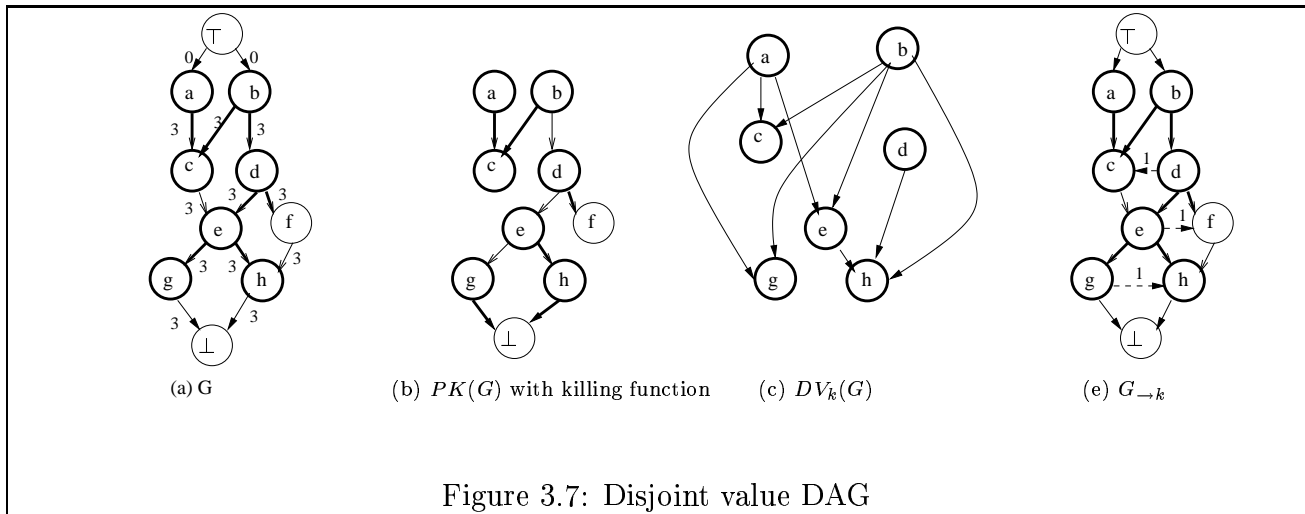 ⊤
0 0
a b
3 3 3
c d
3 3 3
e f
3 3 3
g h
3 3
⊥
(a) G
a b
c d
e f
g h
⊥
(b) PK(G) with killing function
a b
c d
e
g h
(c) DV_k(G)
⊤
a b
c 1 d
e 1 f
g 1 h
⊥
(e) G_{→k}
Figure 3.7: Disjoint value DAG